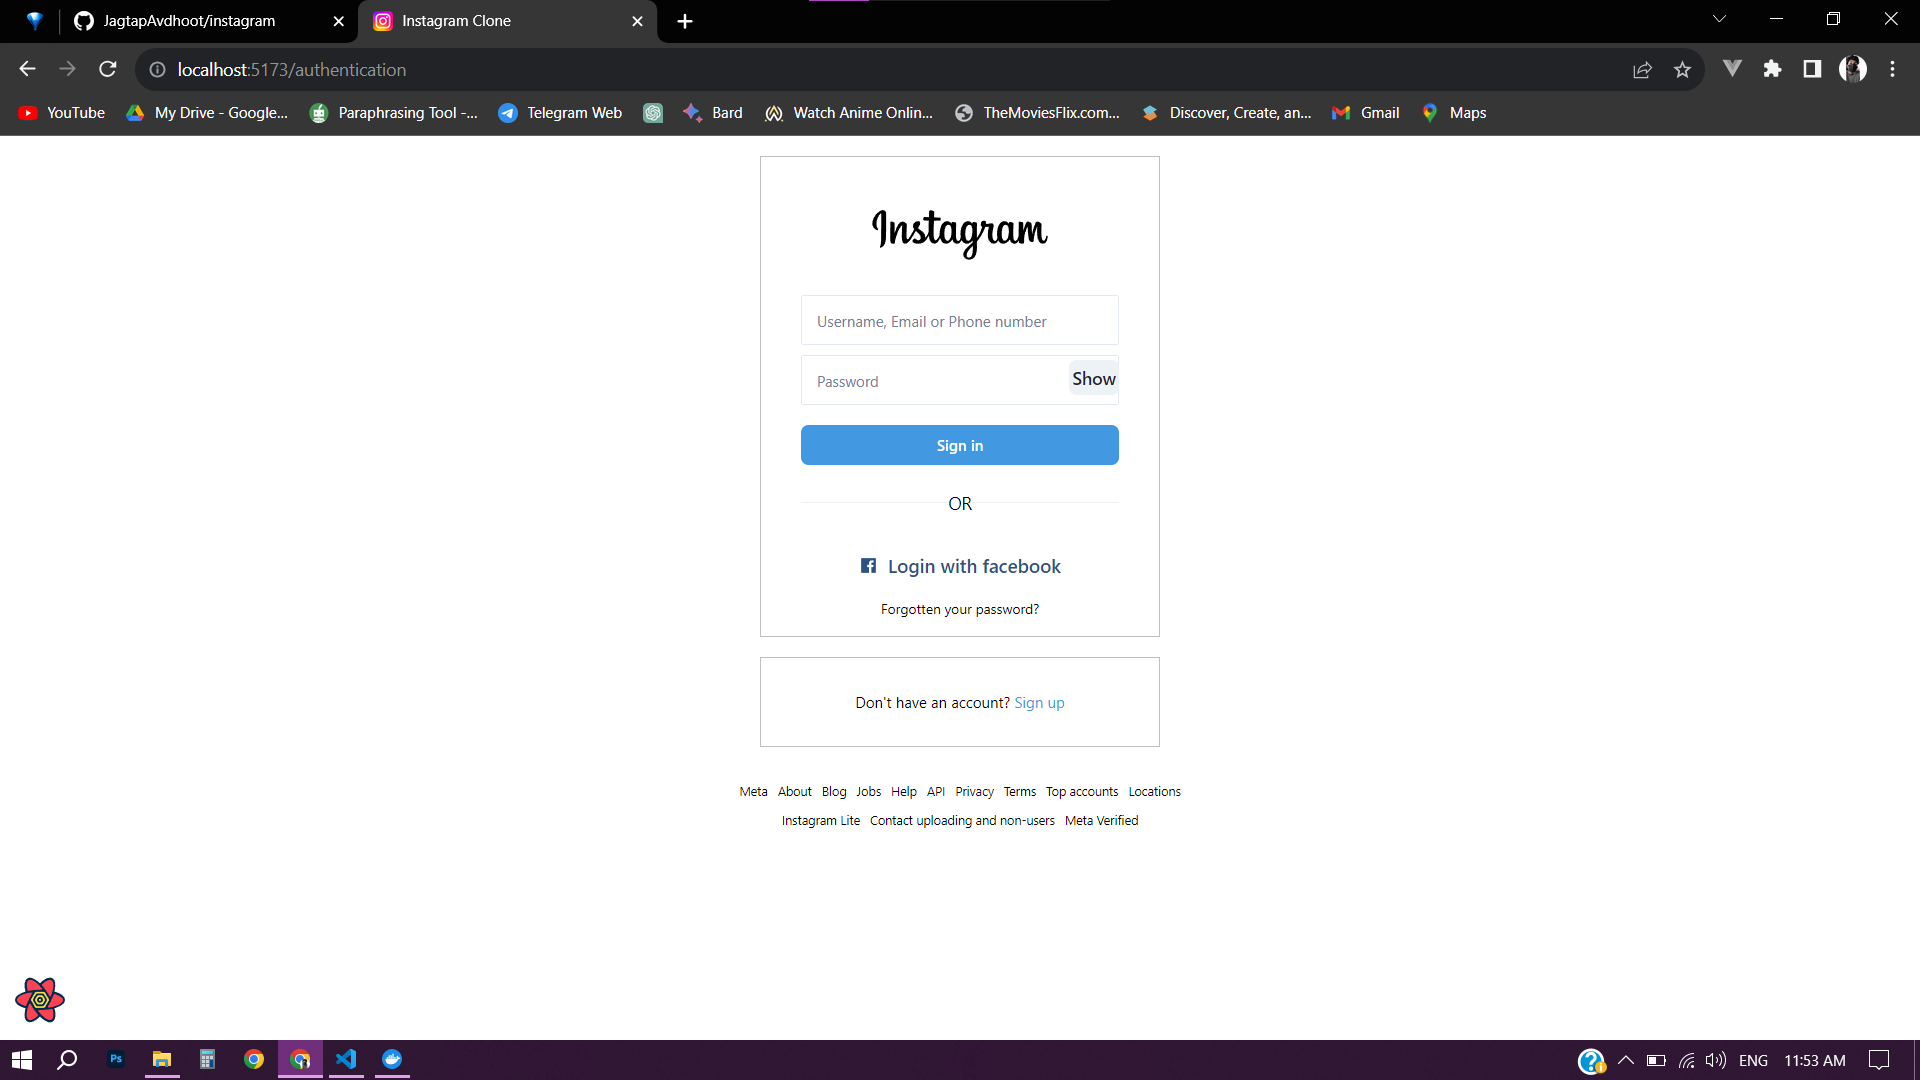 JagtapAvdhoot/instagram
Instagram Clone
localhost:5173/authentication
YouTube
My Drive - Google...
Paraphrasing Tool -...
Telegram Web
Bard
Watch Anime Onlin...
TheMoviesFlix.com...
Discover, Create, an...
Gmail
Maps
Instagram
Username, Email or Phone number
Password
Show
Sign in
OR
Login with facebook
Forgotten your password?
Don't have an account? Sign up
Meta About Blog Jobs Help API Privacy Terms Top accounts Locations
Instagram Lite Contact uploading and non-users Meta Verified
Ps
ENG
11:53 AM